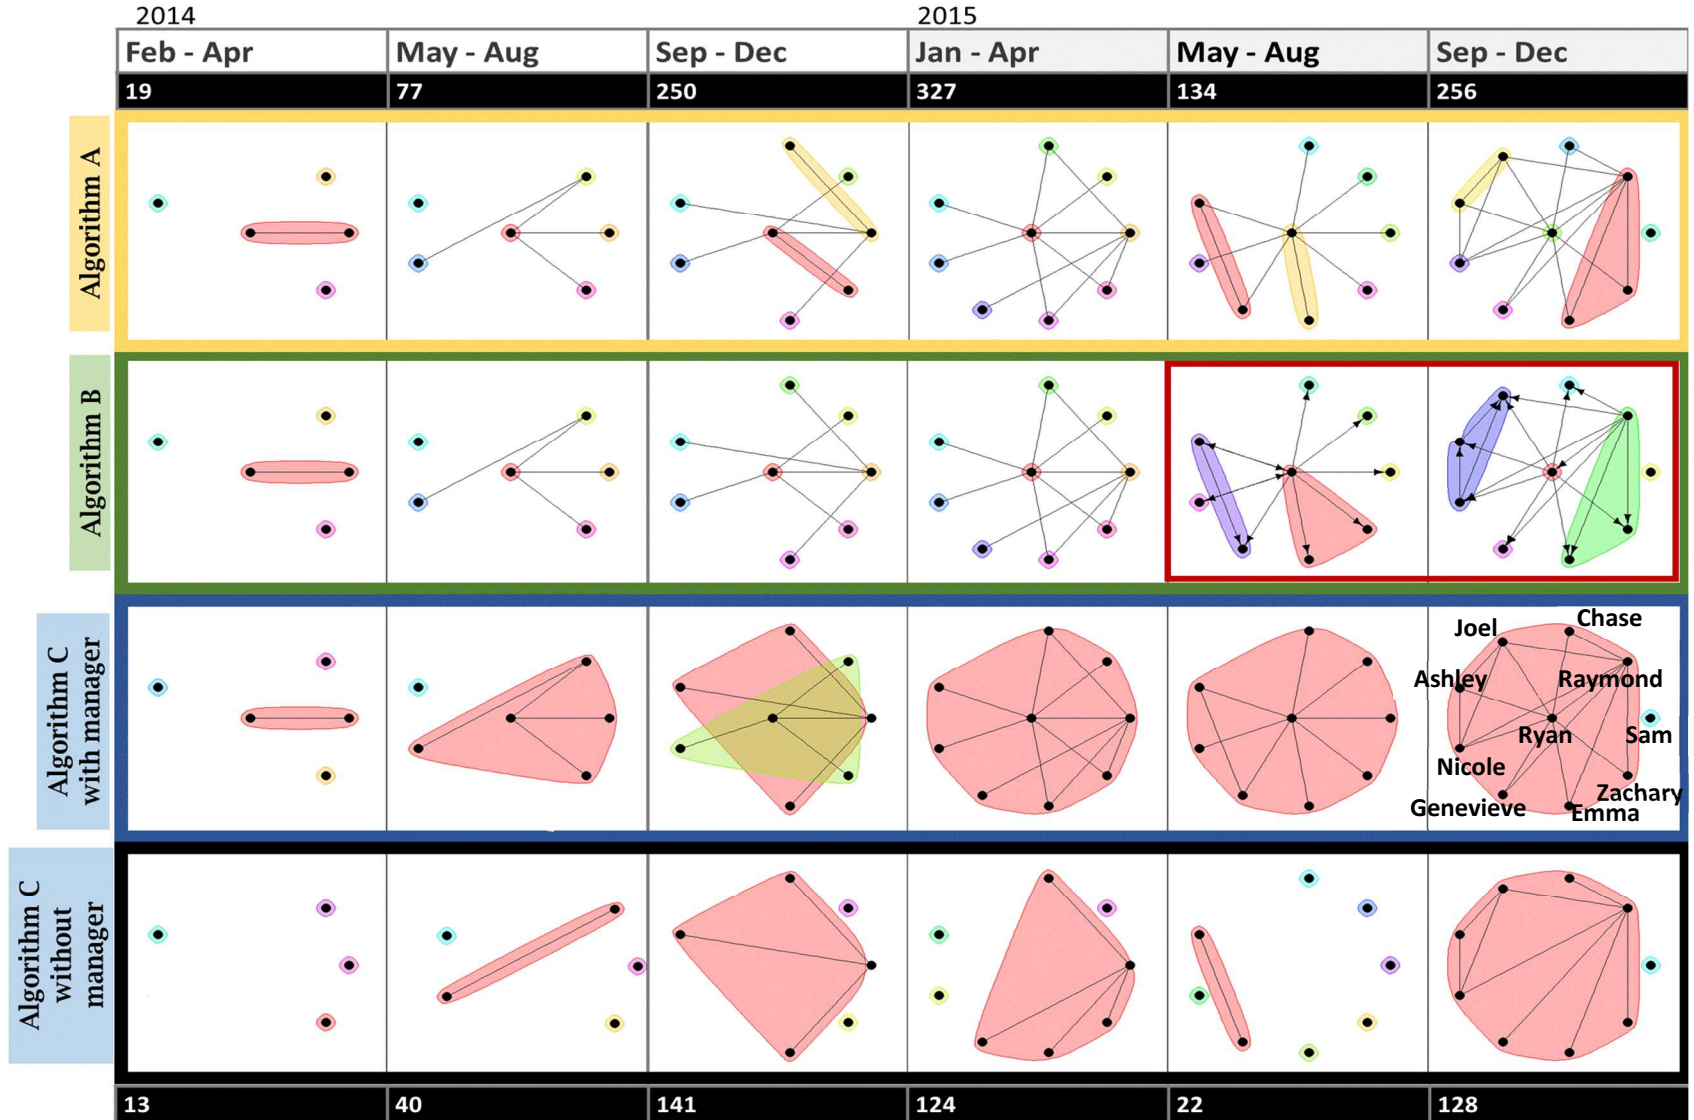 2014 2015
Feb - Apr May - Aug Sep - Dec Jan - Apr May - Aug Sep - Dec
19 77 250 327 134 256
Algorithm A
Algorithm B
Algorithm C
with manager
Chase
Joel
Ashley Raymond
Ryan Sam
Nicole
Zachary
Genevieve Emma
Algorithm C
without
manager
13 40 141 124 22 128